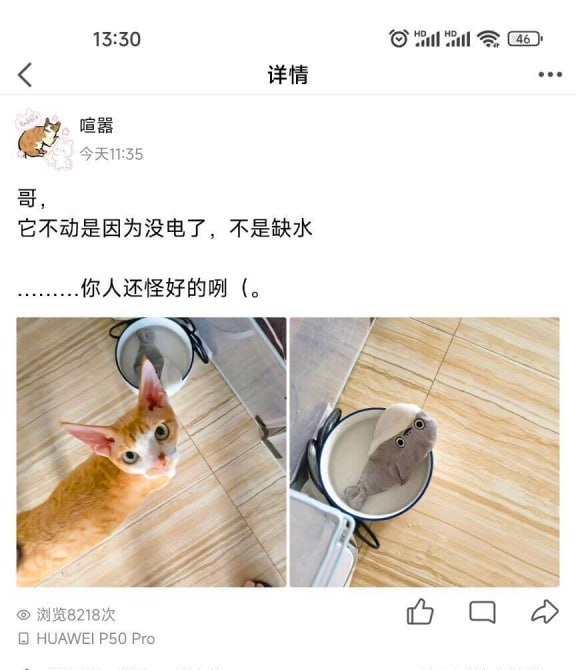 13:30
HD HD 46
详情
喧嚣
今天11:35
哥，
它不动是因为没电了，不是缺水
………你人还怪好的咧（。
浏览8218次
HUAWEI P50 Pro